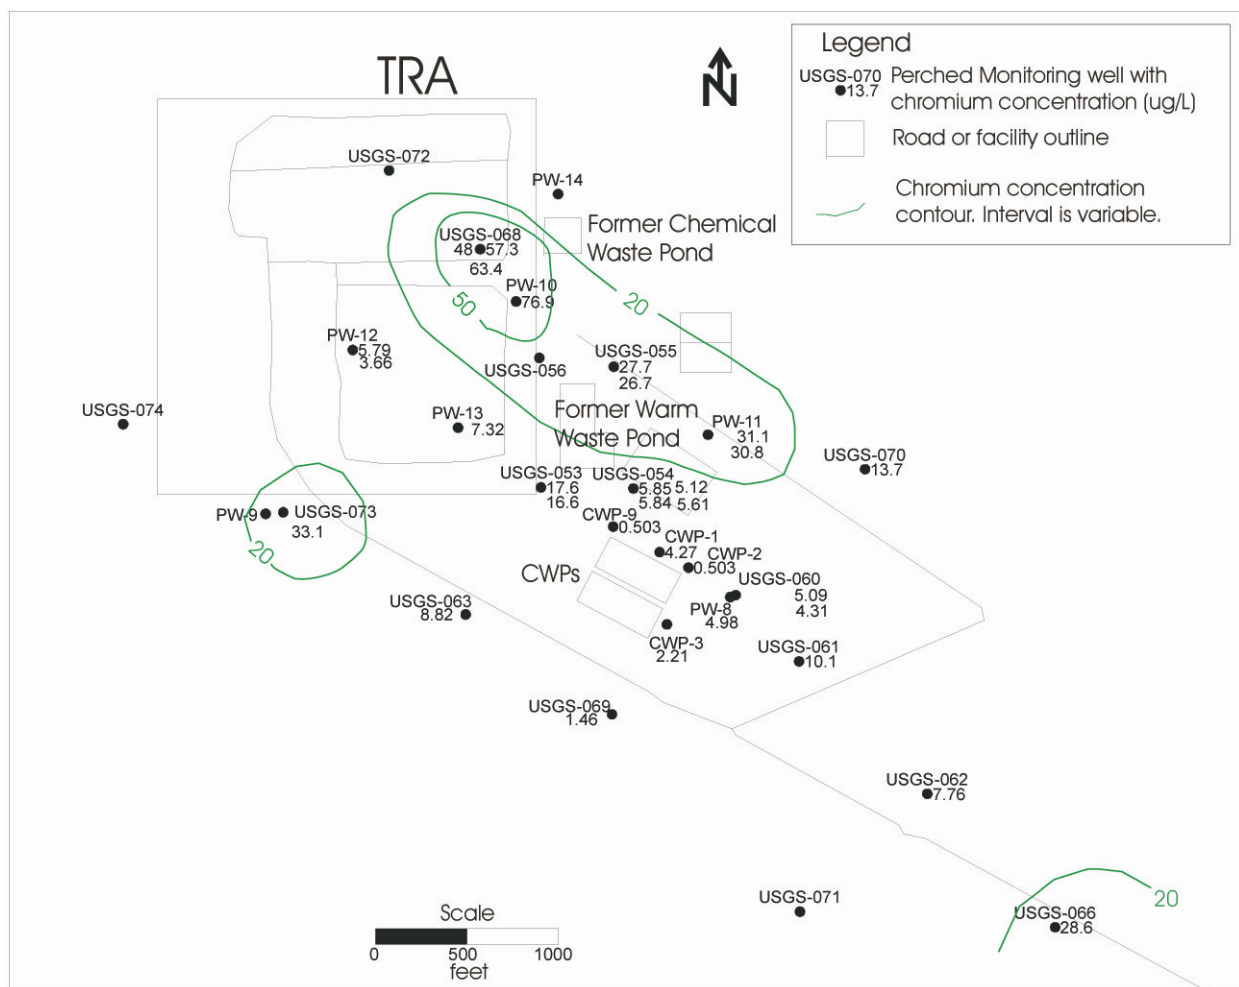 TRA
N
Legend
USGS-070
13.7
Perched Monitoring well with
chromium concentration (ug/L)
Road or facility outline
Chromium concentration
contour. Interval is variable.
USGS-072
PW-14
Former Chemical
Waste Pond
USGS-068
48 57.3
63.4
PW-10
76.9
50
20
PW-12
5.79
3.66
USGS-056
USGS-055
27.7
26.7
USGS-074
PW-13
7.32
Former Warm
Waste Pond
PW-11
31.1
30.8
USGS-070
13.7
USGS-053
17.6
16.6
USGS-054
5.85 5.12
5.84 5.61
PW-9
USGS-073
33.1
20
CWP-9
0.503
CWP-1
4.27
CWP-2
0.503
CWPs
USGS-060
5.09
4.31
PW-8
4.98
USGS-063
8.82
CWP-3
2.21
USGS-061
10.1
USGS-069
1.46
USGS-062
7.76
USGS-071
20
USGS-066
28.6
Scale
0 500 1000
feet